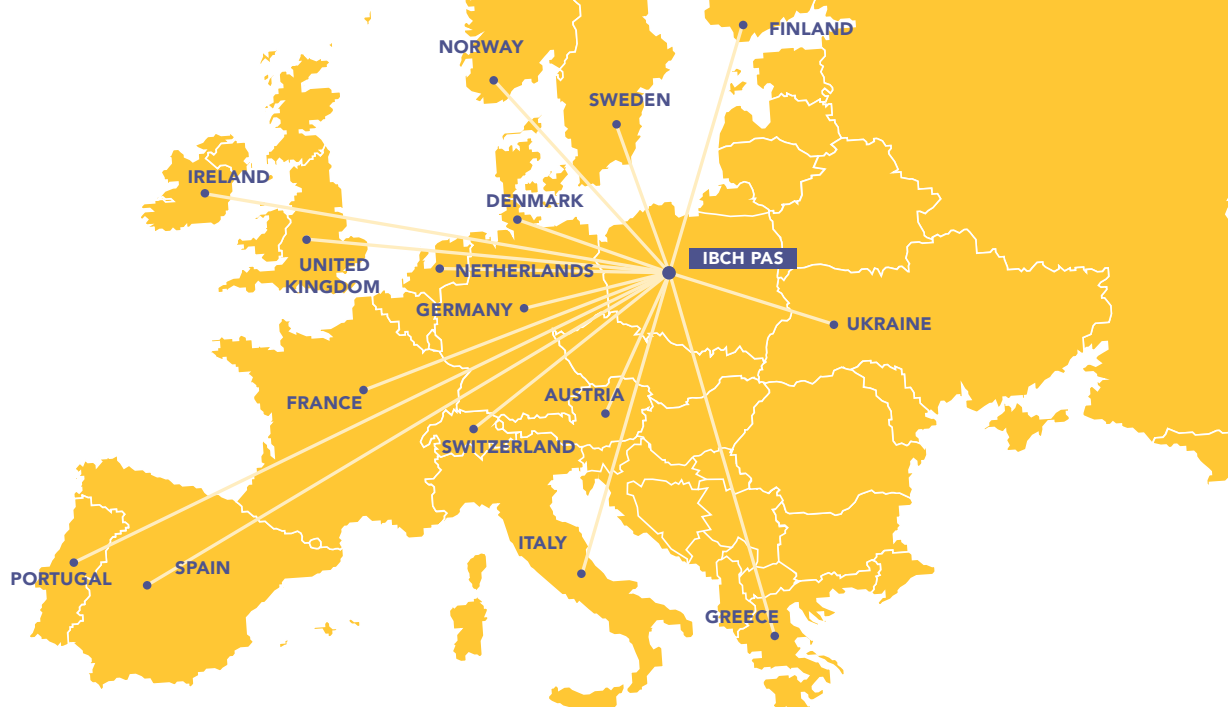 FINLAND
NORWAY
SWEDEN
IRELAND
DENMARK
IBCH PAS
UNITED
KINGDOM
NETHERLANDS
GERMANY
UKRAINE
AUSTRIA
FRANCE
SWITZERLAND
ITALY
SPAIN
PORTUGAL
GREECE